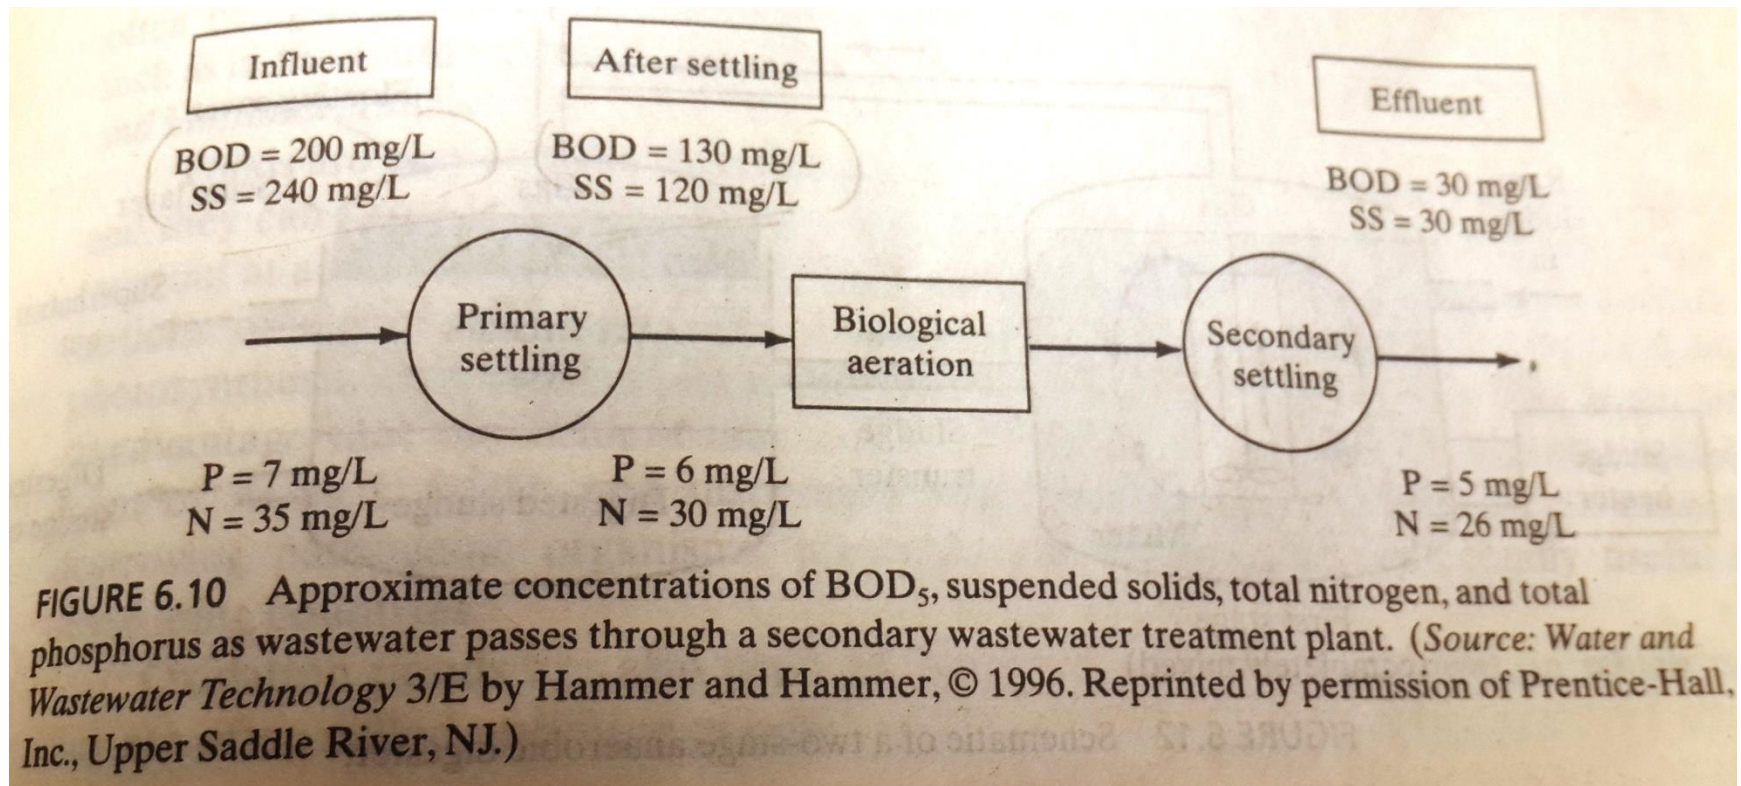 Influent
After settling
Effluent
BOD = 200 mg/L
SS = 240 mg/L
BOD = 130 mg/L
SS = 120 mg/L
BOD = 30 mg/L
SS = 30 mg/L
Primary
settling
Biological
aeration
Secondary
settling
P = 7 mg/L
N = 35 mg/L
P = 6 mg/L
N = 30 mg/L
P = 5 mg/L
N = 26 mg/L
FIGURE 6.10 Approximate concentrations of BOD₅, suspended solids, total nitrogen, and total
phosphorus as wastewater passes through a secondary wastewater treatment plant. (Source: Water and
Wastewater Technology 3/E by Hammer and Hammer, © 1996. Reprinted by permission of Prentice-Hall,
Inc., Upper Saddle River, NJ.)